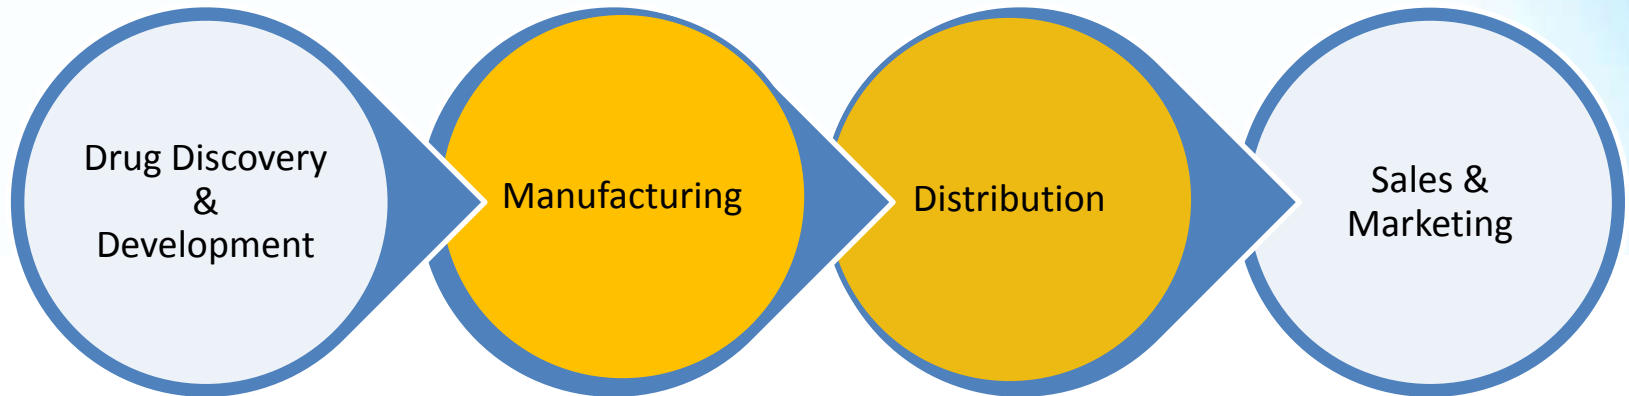 Drug Discovery
&
Development
Manufacturing
Distribution
Sales &
Marketing